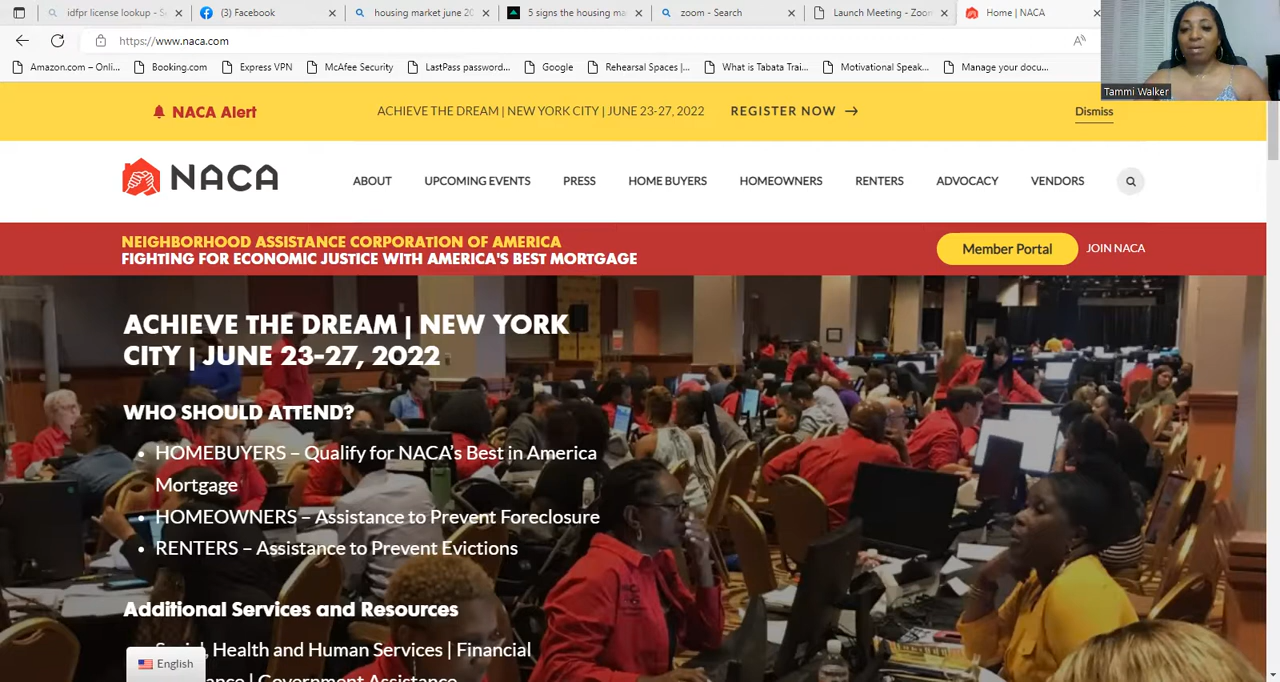 idfpr license lookup - S
(3) Facebook
housing market june 20
5 signs the housing ma
zoom - Search
Launch Meeting - Zoo
Home | NACA
https://www.naca.com
Amazon.com – Onli...
Booking.com
Express VPN
McAfee Security
LastPass password...
Google
Rehearsal Spaces |...
What is Tabata Trai...
Motivational Speak...
Manage your docu...
Tammi Walker
NACA Alert
ACHIEVE THE DREAM | NEW YORK CITY | JUNE 23-27, 2022
REGISTER NOW →
Dismiss
NACA
ABOUT
UPCOMING EVENTS
PRESS
HOME BUYERS
HOMEOWNERS
RENTERS
ADVOCACY
VENDORS
NEIGHBORHOOD ASSISTANCE CORPORATION OF AMERICA
FIGHTING FOR ECONOMIC JUSTICE WITH AMERICA'S BEST MORTGAGE
Member Portal
JOIN NACA
ACHIEVE THE DREAM | NEW YORK
CITY | JUNE 23-27, 2022
WHO SHOULD ATTEND?
• HOMEBUYERS – Qualify for NACA's Best in America
Mortgage
• HOMEOWNERS – Assistance to Prevent Foreclosure
• RENTERS – Assistance to Prevent Evictions
Additional Services and Resources
Health and Human Services | Financial
Government Assistance
English